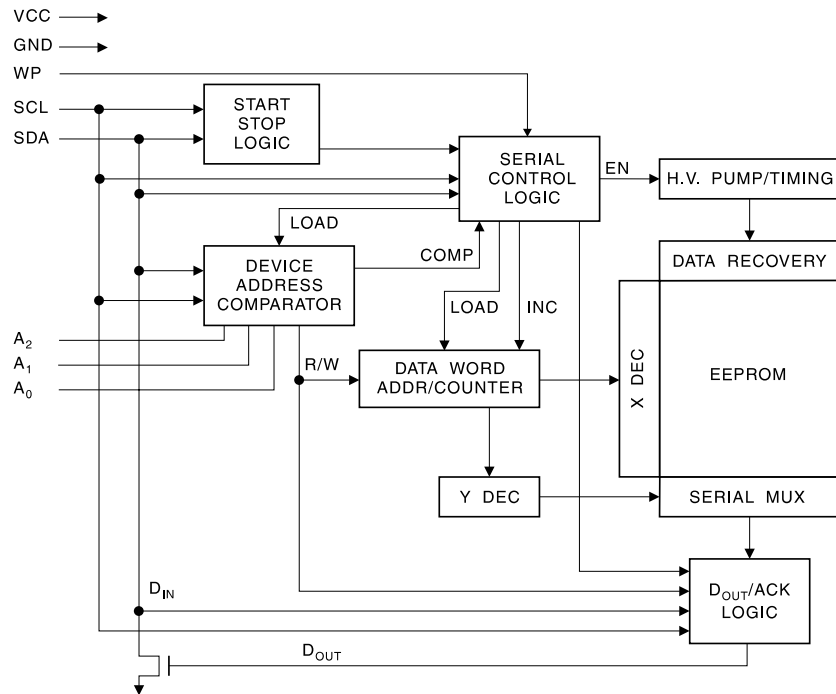 VCC
GND
WP
SCL
SDA
START
STOP
LOGIC
SERIAL
CONTROL
LOGIC
EN
H.V. PUMP/TIMING
LOAD
COMP
DEVICE
ADDRESS
COMPARATOR
DATA RECOVERY
LOAD
INC
A2
A1
A0
R/W
DATA WORD
ADDR/COUNTER
X DEC
EEPROM
Y DEC
SERIAL MUX
DIN
DOUT/ACK
LOGIC
DOUT